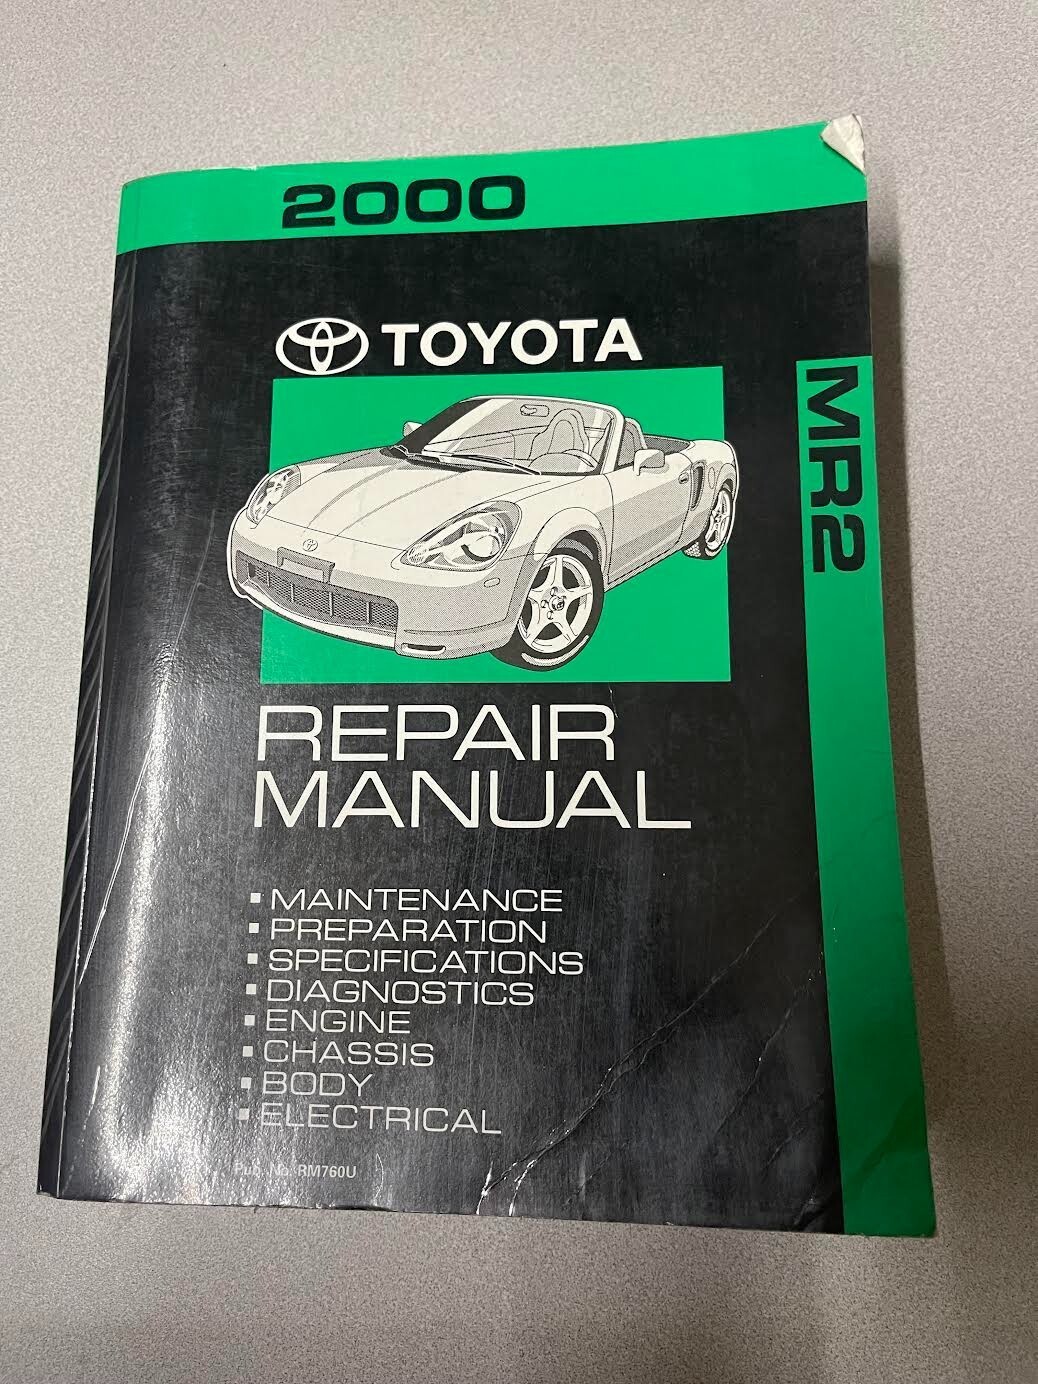 2000
TOYOTA
MR2
REPAIR
MANUAL
▪ MAINTENANCE
▪ PREPARATION
▪ SPECIFICATIONS
▪ DIAGNOSTICS
▪ ENGINE
▪ CHASSIS
▪ BODY
▪ ELECTRICAL
Pub. No. RM760U